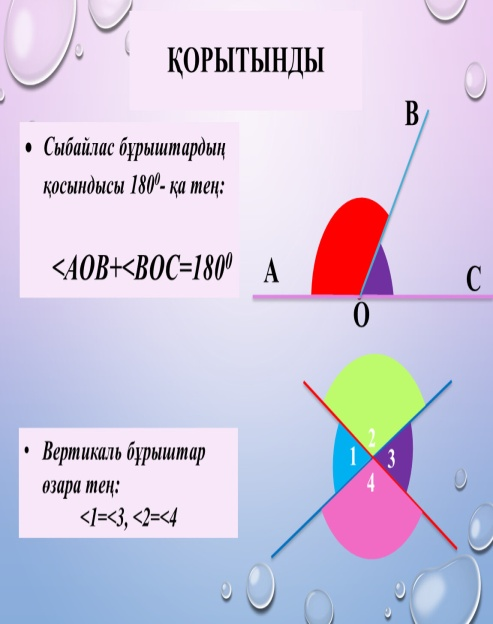 ҚОРЫТЫНДЫ
• Сыбайлас бұрыштардың
қосындысы 180⁰- қа тең:
<AOB+<BOC=180⁰
B
A
C
O
• Вертикаль бұрыштар
өзара тең:
<1=<3, <2=<4
2
1
3
4